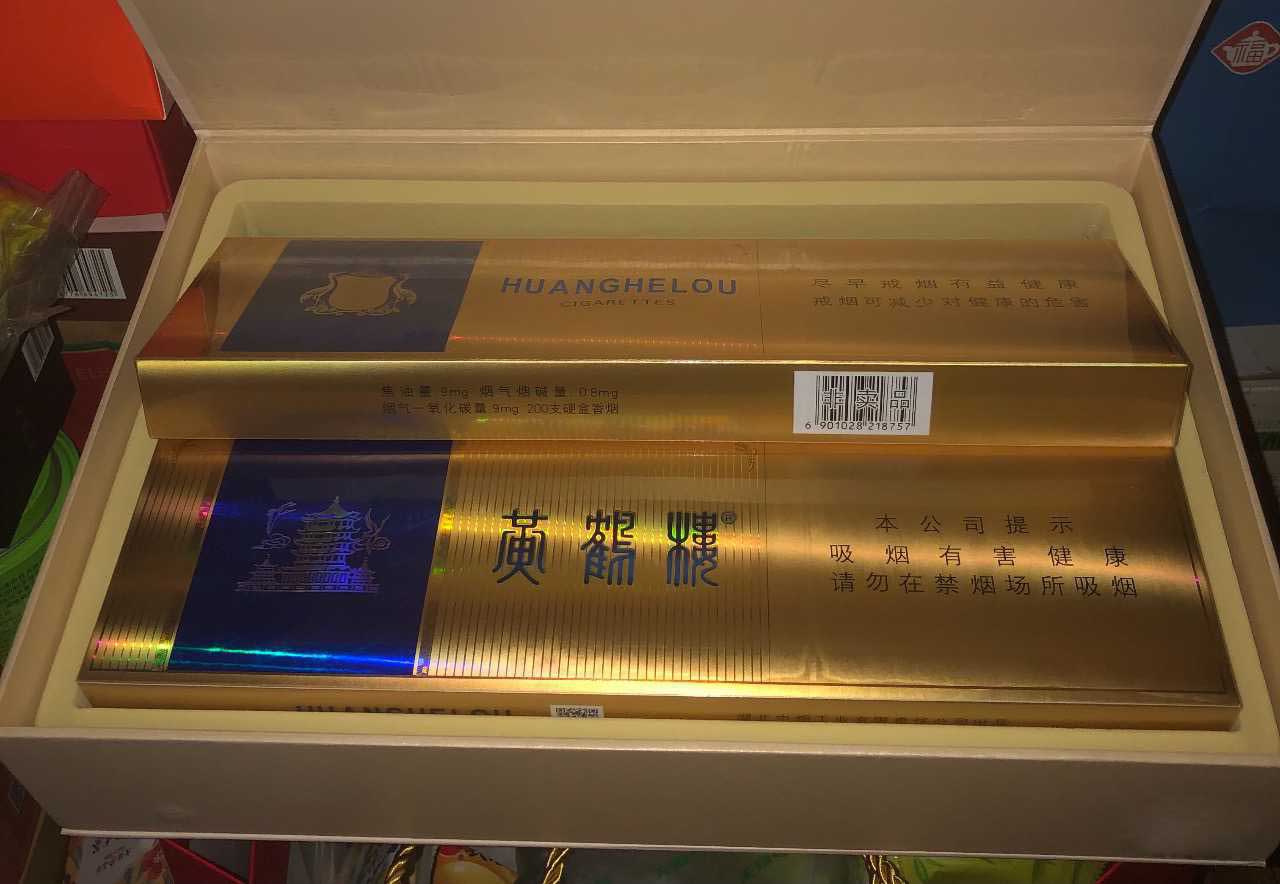 福
HUANGHELOU
CIGARETTES
尽早戒烟有益健康
戒烟可减少对健康的危害
焦油量 9mg 烟气烟碱量 0.8mg
烟气一氧化碳量 9mg 200支硬盒香烟
非卖品
6 901028 218757
黄鹤楼®
本公司提示
吸烟有害健康
请勿在禁烟场所吸烟
HUANGHELOU